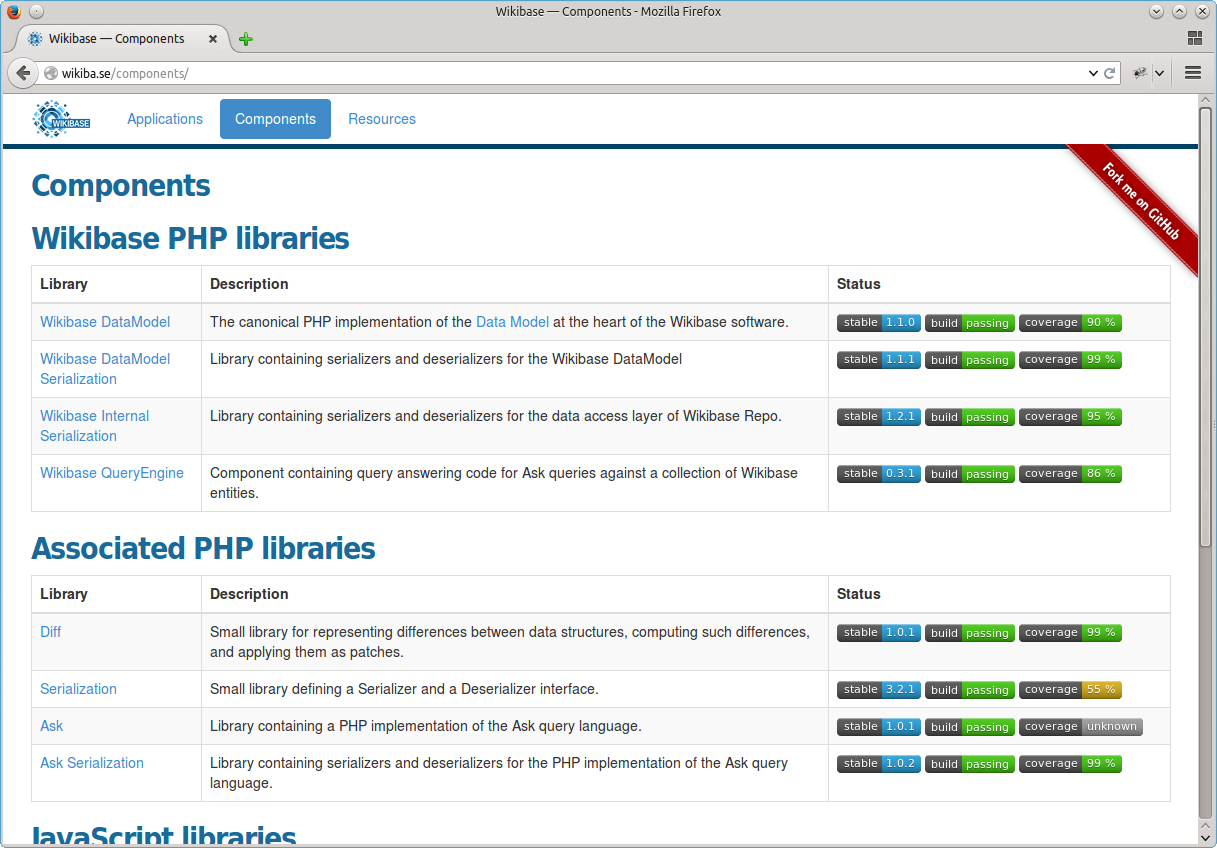 Wikibase — Components - Mozilla Firefox
Wikibase — Components
wikiba.se/components/
WIKIBASE
Applications
Components
Resources
Fork me on GitHub
Components
Wikibase PHP libraries
Library Description Status
Wikibase DataModel The canonical PHP implementation of the Data Model at the heart of the Wikibase software. stable 1.1.0 build passing coverage 90 %
Wikibase DataModel Library containing serializers and deserializers for the Wikibase DataModel stable 1.1.1 build passing coverage 99 %
Serialization
Wikibase Internal Library containing serializers and deserializers for the data access layer of Wikibase Repo. stable 1.2.1 build passing coverage 95 %
Serialization
Wikibase QueryEngine Component containing query answering code for Ask queries against a collection of Wikibase stable 0.3.1 build passing coverage 86 %
entities.
Associated PHP libraries
Library Description Status
Diff Small library for representing differences between data structures, computing such differences, stable 1.0.1 build passing coverage 99 %
and applying them as patches.
Serialization Small library defining a Serializer and a Deserializer interface. stable 3.2.1 build passing coverage 55 %
Ask Library containing a PHP implementation of the Ask query language. stable 1.0.1 build passing coverage unknown
Ask Serialization Library containing serializers and deserializers for the PHP implementation of the Ask query stable 1.0.2 build passing coverage 99 %
language.
JavaScript libraries